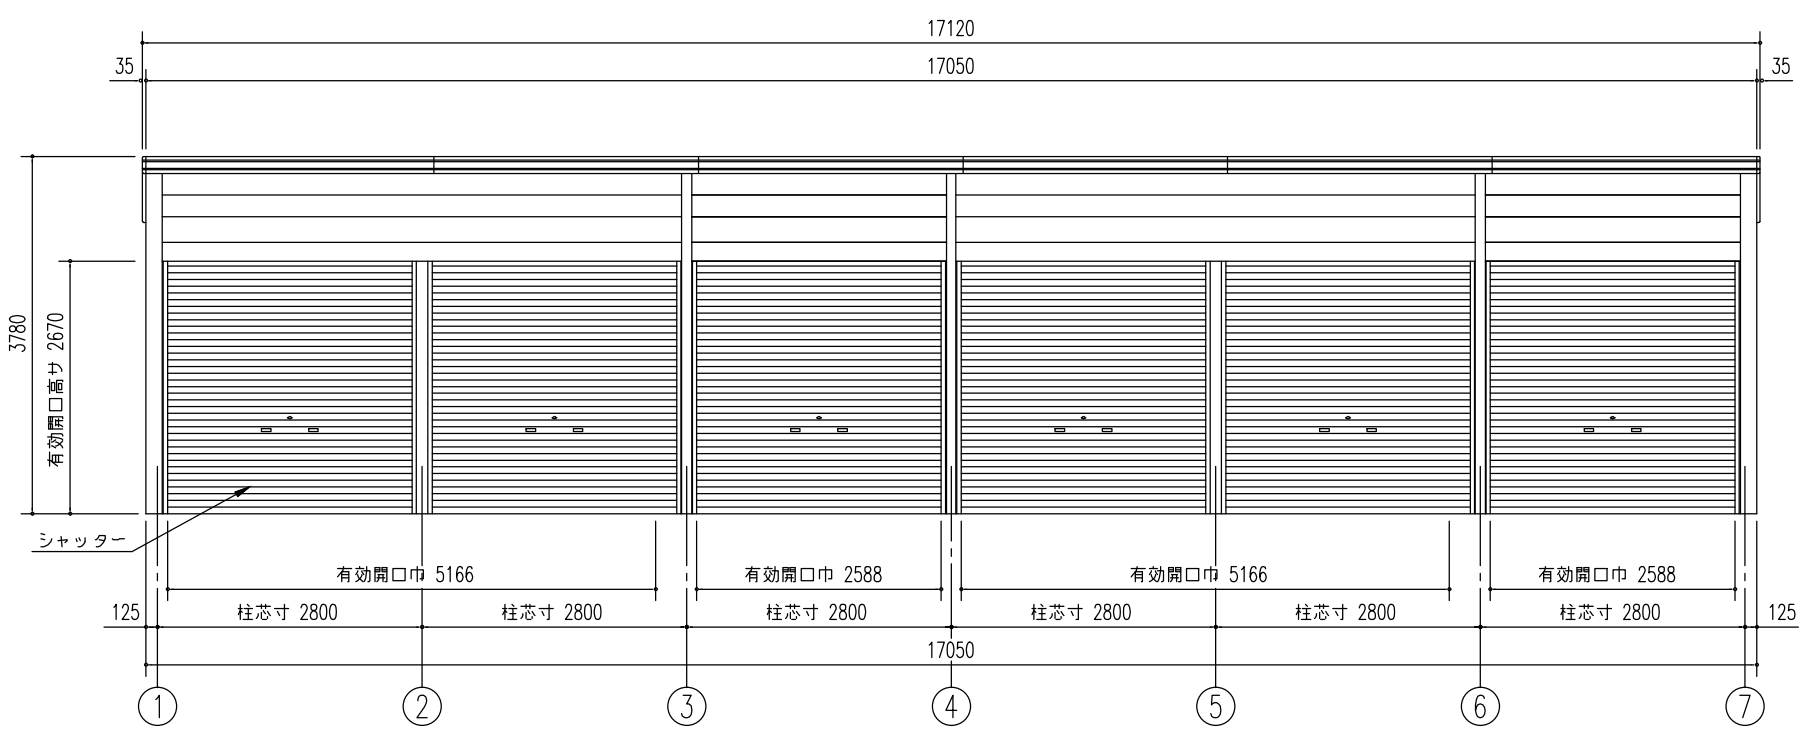 17120
35 17050 35
3780
有効開口高サ 2670
シャッター
有効開口巾 5166 有効開口巾 2588 有効開口巾 5166 有効開口巾 2588
125 柱芯寸 2800 柱芯寸 2800 柱芯寸 2800 柱芯寸 2800 柱芯寸 2800 柱芯寸 2800 125
17050
1 2 3 4 5 6 7